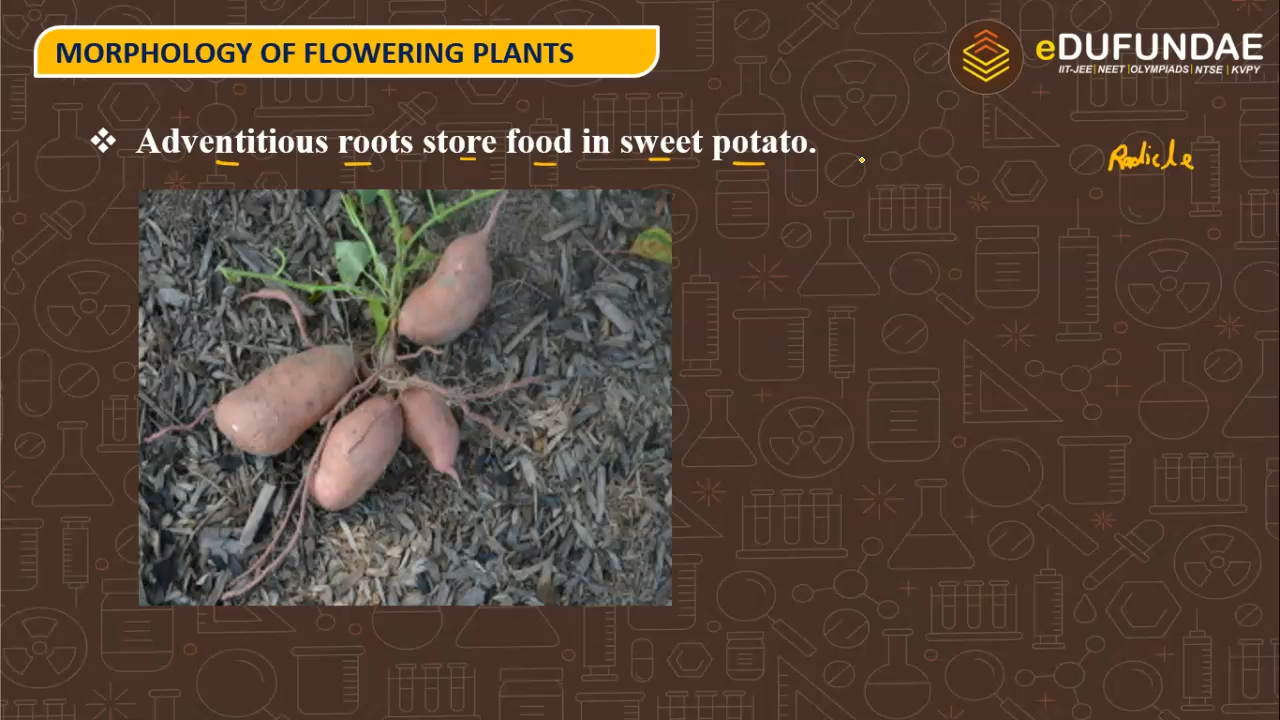 MORPHOLOGY OF FLOWERING PLANTS
eDUFUNDAE
IIT-JEE|NEET|OLYMPIADS|NTSE|KVPY
❖ Adventitious roots store food in sweet potato.
Radicle